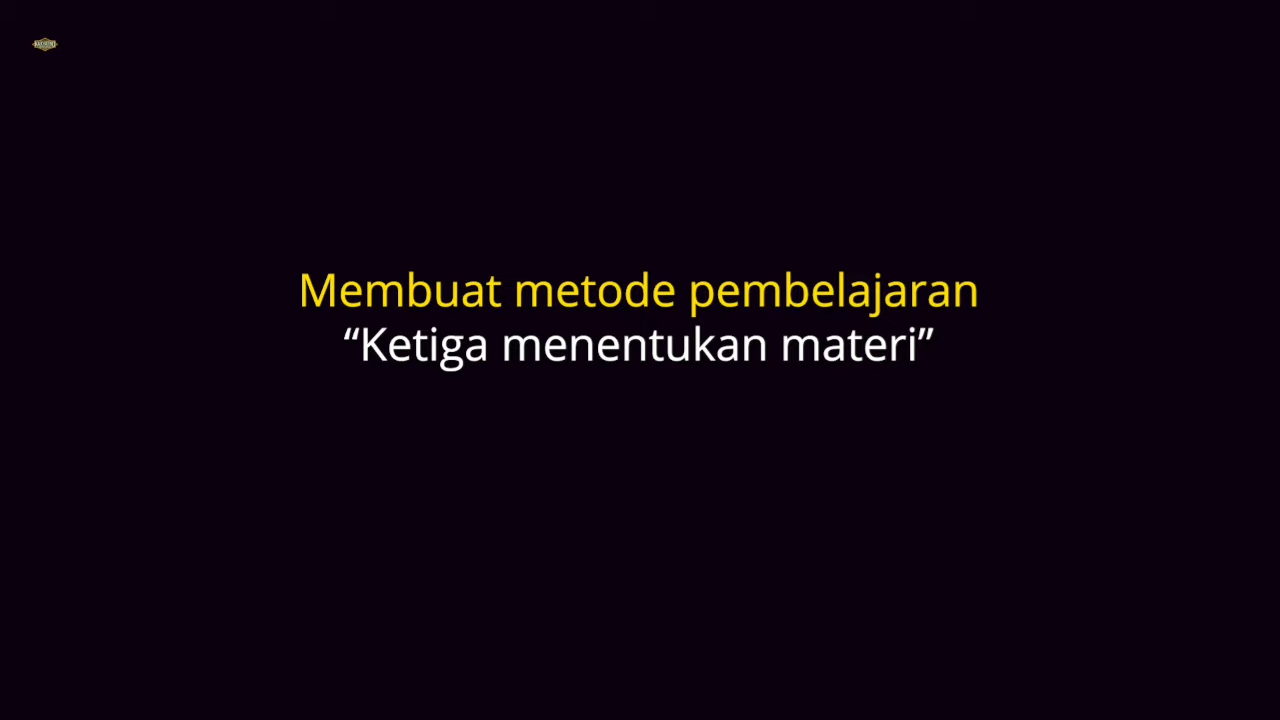 Membuat metode pembelajaran
“Ketiga menentukan materi”